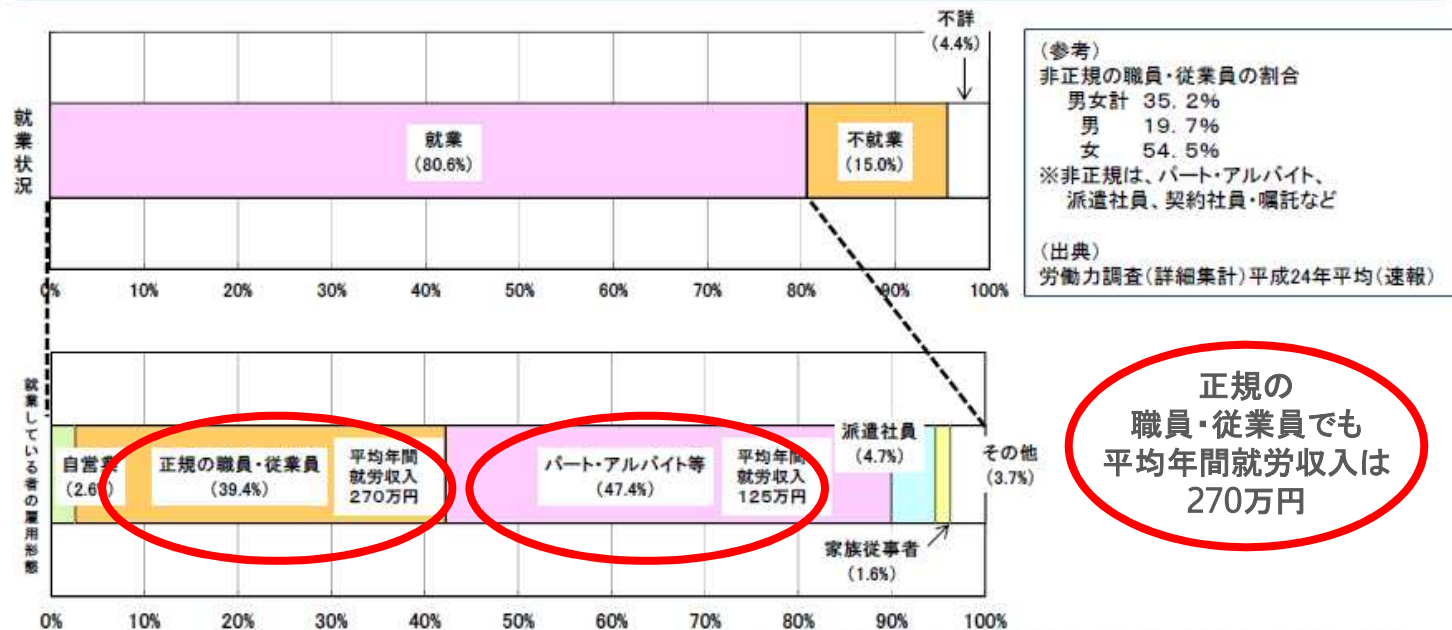 不詳
(4.4%)
就業状況
就業
(80.6%)
不就業
(15.0%)
0%
10%
20%
30%
40%
50%
60%
70%
80%
90%
100%
(参考)
非正規の職員・従業員の割合
男女計 35.2%
男 19.7%
女 54.5%
※非正規は、パート・アルバイト、
派遣社員、契約社員・嘱託など
(出典)
労働力調査(詳細集計)平成24年平均(速報)
就業している者の雇用形態
自営業
(2.6%)
正規の職員・従業員
(39.4%)
平均年間
就労収入
270万円
パート・アルバイト等
(47.4%)
平均年間
就労収入
125万円
派遣社員
(4.7%)
その他
(3.7%)
家族従事者
(1.6%)
0%
10%
20%
30%
40%
50%
60%
70%
80%
90%
100%
正規の
職員・従業員でも
平均年間就労収入は
270万円